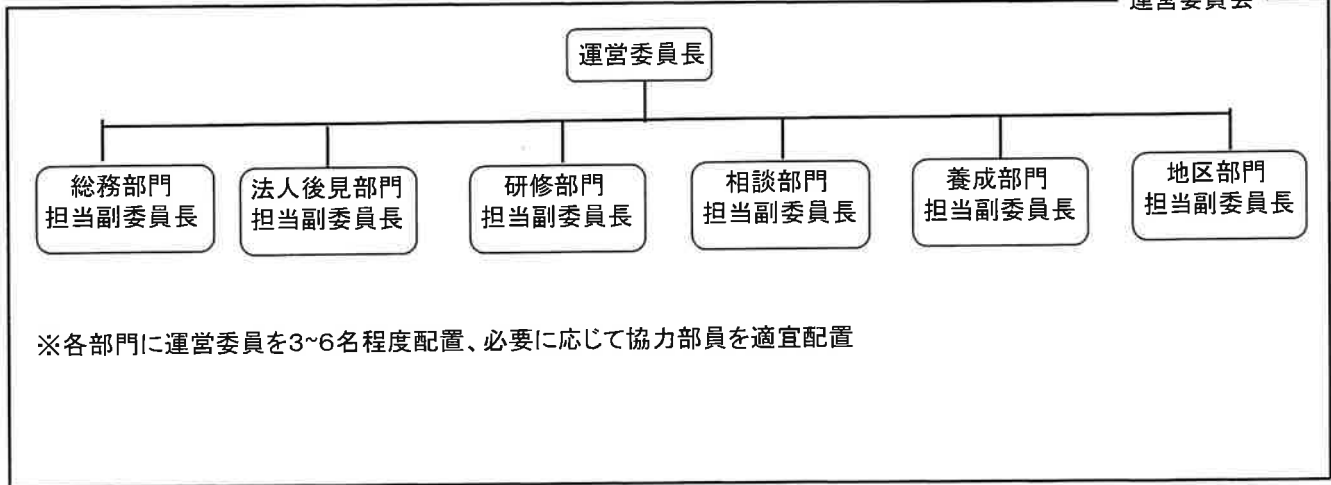 運営委員会
運営委員長
総務部門
担当副委員長
法人後見部門
担当副委員長
研修部門
担当副委員長
相談部門
担当副委員長
養成部門
担当副委員長
地区部門
担当副委員長
※各部門に運営委員を3~6名程度配置、必要に応じて協力部員を適宜配置